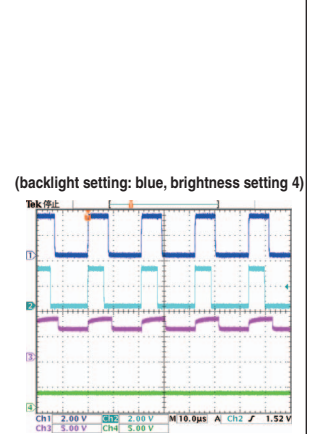 (backlight setting: blue, brightness setting 4)
Tek 停止
1
2
3
4
Ch1 2.00 V Ch2 2.00 V M 10.0µs A Ch2 ƒ 1.52 V
Ch3 5.00 V Ch4 5.00 V